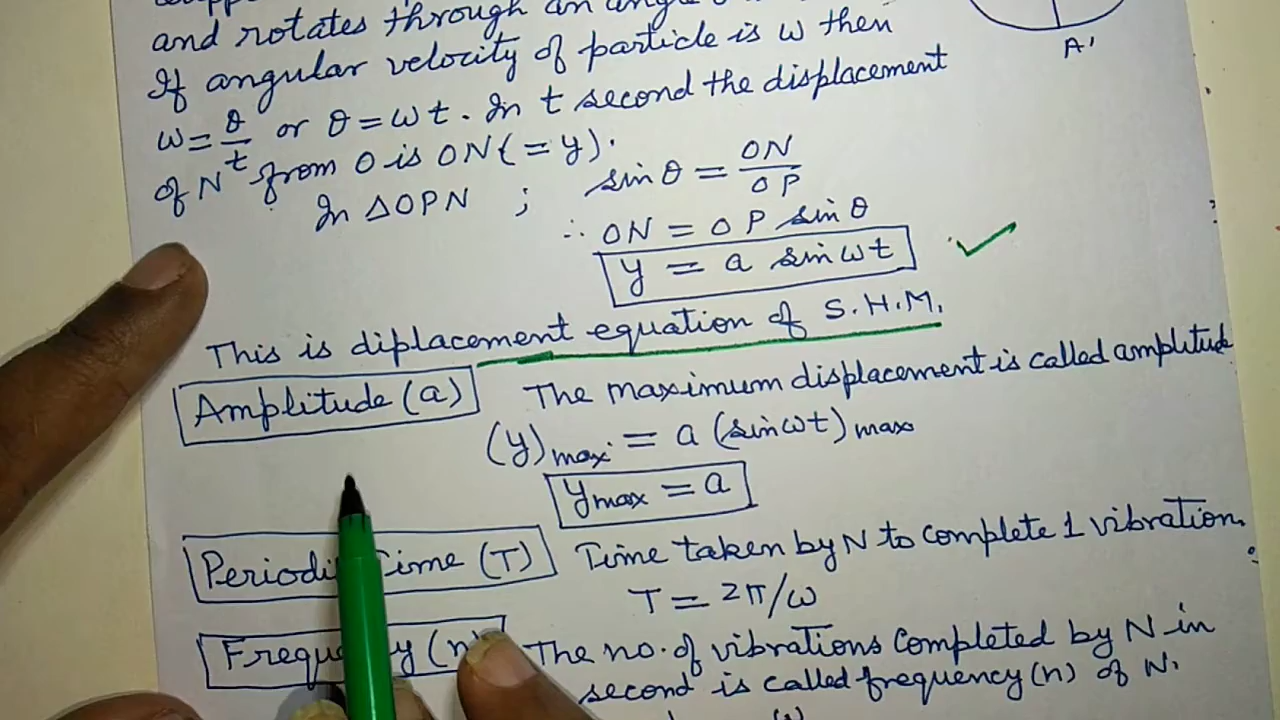 and rotates through an angle
If angular velocity of particle is ω then
ω = θ/t or θ = ωt. In t second the displacement
of N from O is ON (= y).
In ΔOPN ; sin θ = ON/OP
∴ ON = OP sin θ
y = a sin ωt
This is diplacement equation of S.H.M.
Amplitude (a) The maximum displacement is called amplitude
(y)max = a (sin ωt) max
ymax = a
Time (T) Time taken by N to complete 1 vibration.
T = 2π/ω
The no. of vibrations completed by N in
second is called frequency (n) of N.
A'